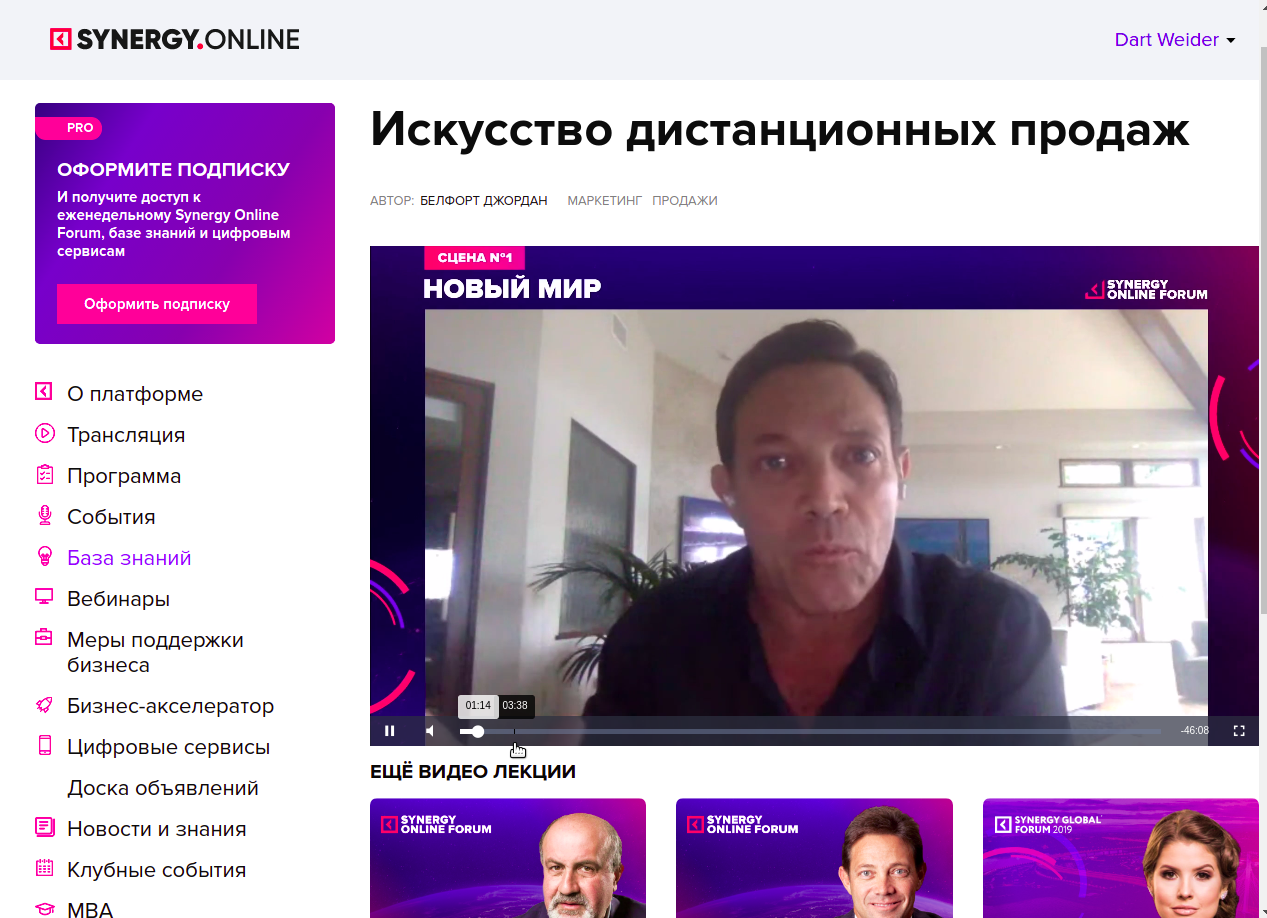 SYNERGY.ONLINE
Dart Weider
PRO
ОФОРМИТЕ ПОДПИСКУ
И получите доступ к
еженедельному Synergy Online
Forum, базе знаний и цифровым
сервисам
Оформить подписку
О платформе
Трансляция
Программа
События
База знаний
Вебинары
Меры поддержки
бизнеса
Бизнес-акселератор
Цифровые сервисы
Доска объявлений
Новости и знания
Клубные события
MBA
Искусство дистанционных продаж
АВТОР: БЕЛФОРТ ДЖОРДАН МАРКЕТИНГ ПРОДАЖИ
СЦЕНА №1
НОВЫЙ МИР
SYNERGY
ONLINE FORUM
01:14 03:38
-46:08
ЕЩЁ ВИДЕО ЛЕКЦИИ
SYNERGY
ONLINE FORUM
SYNERGY
ONLINE FORUM
SYNERGY GLOBAL
FORUM 2019